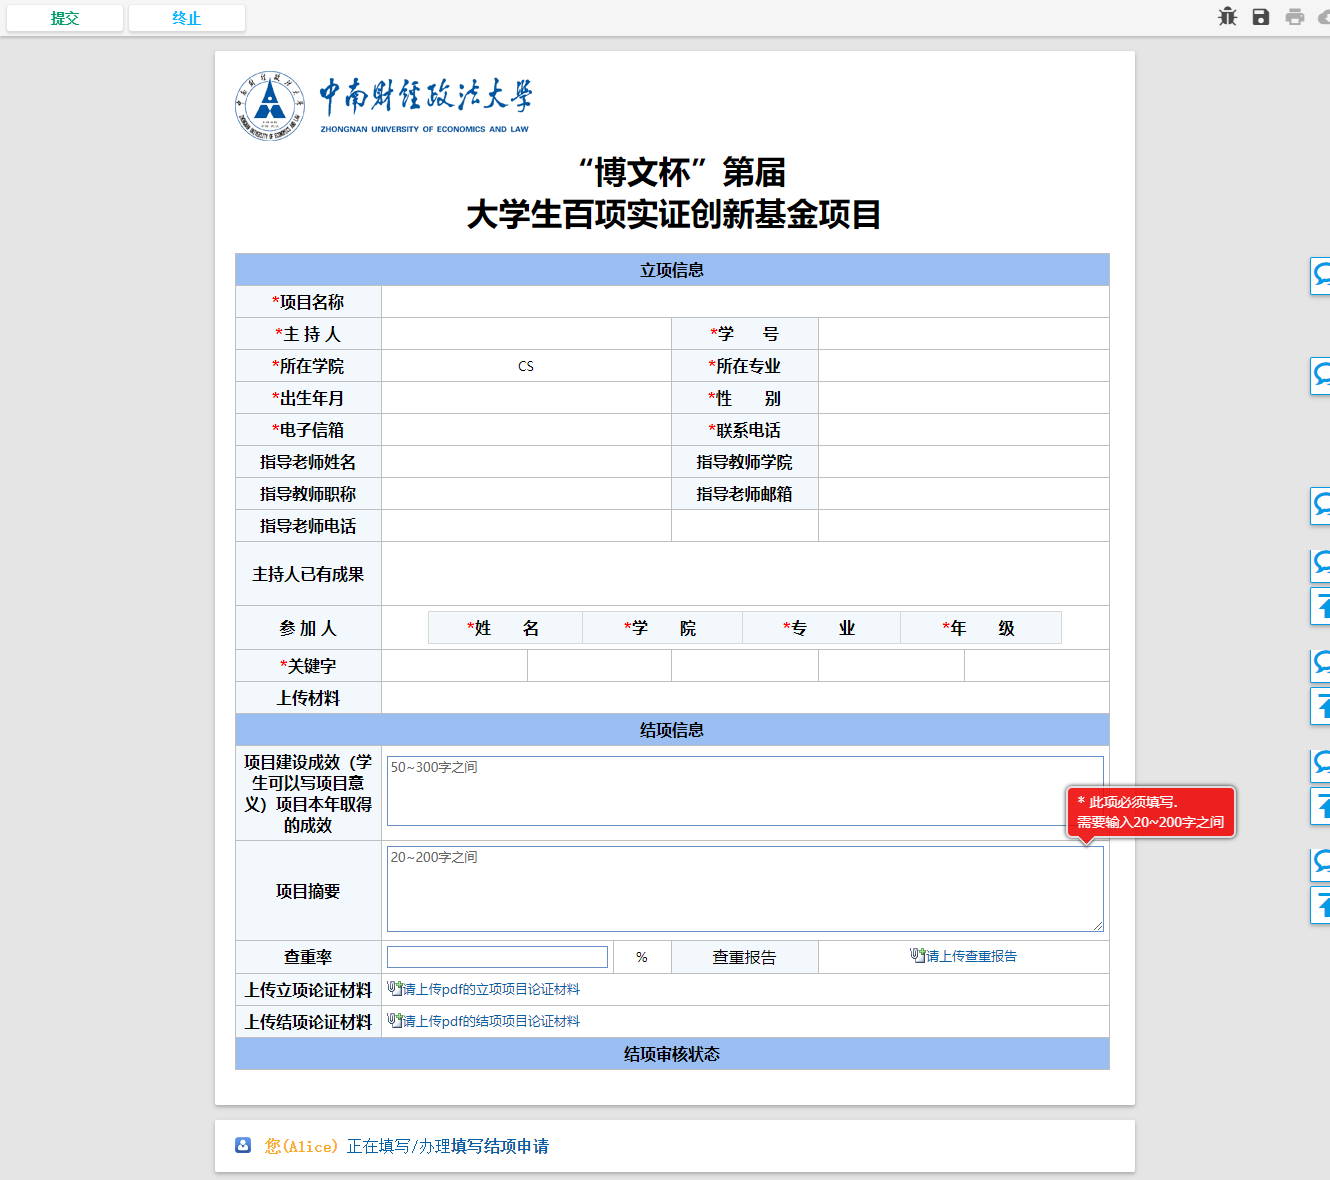 提交 终止
中南财经政法大学
ZHONGNAN UNIVERSITY OF ECONOMICS AND LAW
“博文杯”第届
大学生百项实证创新基金项目
立项信息
*项目名称
*主 持 人 *学 号
*所在学院 CS *所在专业
*出生年月 *性 别
*电子信箱 *联系电话
指导老师姓名 指导教师学院
指导教师职称 指导老师邮箱
指导老师电话
主持人已有成果
参 加 人 *姓 名 *学 院 *专 业 *年 级
*关键字
上传材料
结项信息
项目建设成效（学
生可以写项目意
义）项目本年取得
的成效
50~300字之间
* 此项必须填写.
需要输入20~200字之间
项目摘要 20~200字之间
查重率 % 查重报告 请上传查重报告
上传立项论证材料 请上传pdf的立项项目论证材料
上传结项论证材料 请上传pdf的结项项目论证材料
结项审核状态
您(Alice) 正在填写/办理填写结项申请